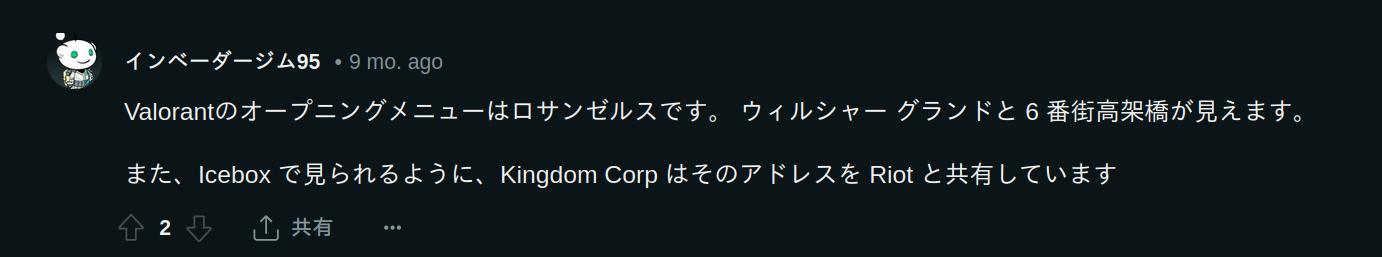 インベーダージム95 • 9 mo. ago
Valorantのオープニングメニューはロサンゼルスです。 ウィルシャー グランドと 6 番街高架橋が見えます。
また、Icebox で見られるように、Kingdom Corp はそのアドレスを Riot と共有しています
2 共有 ···